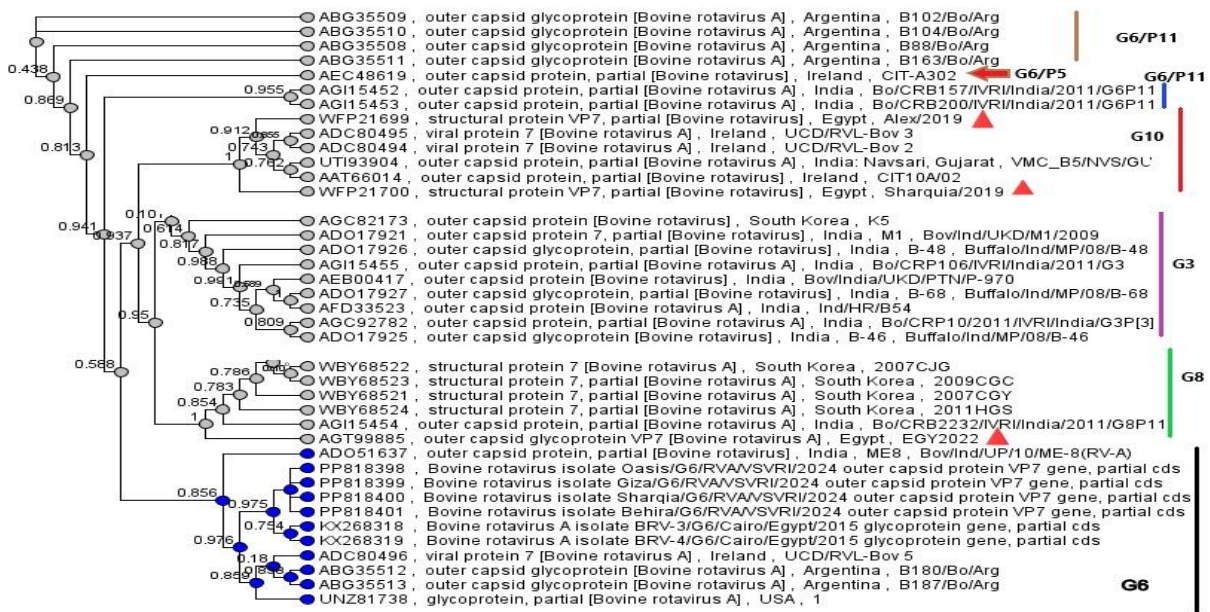 ABG35509 , outer capsid glycoprotein [Bovine rotavirus A] , Argentina , B102/Bo/Arg
ABG35510 , outer capsid glycoprotein [Bovine rotavirus A] , Argentina , B104/Bo/Arg
G6/P11
ABG35508 , outer capsid glycoprotein [Bovine rotavirus A] , Argentina , B88/Bo/Arg
0.438
ABG35511 , outer capsid glycoprotein [Bovine rotavirus A] , Argentina , B163/Bo/Arg
AEC48619 , outer capsid protein, partial [Bovine rotavirus] , Ireland , CIT-A302 G6/P5 G6/P11
0.869
0.955 AGI15452 , outer capsid protein, partial [Bovine rotavirus A] , India , Bo/CRB157/IVRI/India/2011/G6P11
AGI15453 , outer capsid protein, partial [Bovine rotavirus A] , India , Bo/CRB200/IVRI/India/2011/G6P11
WFP21699 , structural protein VP7, partial [Bovine rotavirus] , Egypt , Alex/2019
0.912 ADC80495 , viral protein 7 [Bovine rotavirus A] , Ireland , UCD/RVL-Bov 3
G10
0.813 0.743 ADC80494 , viral protein 7 [Bovine rotavirus A] , Ireland , UCD/RVL-Bov 2
1 0.762 UTI93904 , outer capsid protein, partial [Bovine rotavirus A] , India: Navsari, Gujarat , VMC_B5/NVS/GU
AAT66014 , outer capsid protein, partial [Bovine rotavirus] , Ireland , CIT10A/02
WFP21700 , structural protein VP7, partial [Bovine rotavirus] , Egypt , Sharquia/2019
0.10
AGC82173 , outer capsid protein [Bovine rotavirus] , South Korea , K5
0.941 0.937 0.614 ADO17921 , outer capsid protein 7, partial [Bovine rotavirus] , India , M1 , Bov/Ind/UKD/M1/2009
0.817 ADO17926 , outer capsid glycoprotein, partial [Bovine rotavirus] , India , B-48 , Buffalo/Ind/MP/08/B-48
0.988 AGI15455 , outer capsid protein, partial [Bovine rotavirus A] , India , Bo/CRP106/IVRI/India/2011/G3
G3
0.991 AEB00417 , outer capsid protein [Bovine rotavirus] , India , Bov/India/UKD/PTN/P-970
ADO17927 , outer capsid glycoprotein, partial [Bovine rotavirus] , India , B-68 , Buffalo/Ind/MP/08/B-68
0.735 AFD33523 , outer capsid glycoprotein [Bovine rotavirus A] , India , Ind/HR/B54
0.95 0.809 AGC92782 , outer capsid protein, partial [Bovine rotavirus A] , India , Bo/CRP10/2011/IVRI/India/G3P[3]
ADO17925 , outer capsid glycoprotein [Bovine rotavirus] , India , B-46 , Buffalo/Ind/MP/08/B-46
0.588
0.786 WBY68522 , structural protein 7 [Bovine rotavirus A] , South Korea , 2007CJG
0.783 WBY68523 , structural protein 7, partial [Bovine rotavirus A] , South Korea , 2009CGC
WBY68521 , structural protein 7, partial [Bovine rotavirus A] , South Korea , 2007CGY
G8
0.854 WBY68524 , structural protein 7, partial [Bovine rotavirus A] , South Korea , 2011HGS
1 AGI15454 , outer capsid protein, partial [Bovine rotavirus A] , India , Bo/CRB2232/IVRI/India/2011/G8P11
AGT99885 , outer capsid glycoprotein VP7 [Bovine rotavirus A] , Egypt , EGY2022
ADO51637 , outer capsid protein, partial [Bovine rotavirus] , India , ME8 , Bov/Ind/UP/10/ME-8(RV-A)
PP818398 , Bovine rotavirus isolate Oasis/G6/RVA/VSVRI/2024 outer capsid protein VP7 gene, partial cds
0.856 0.975 PP818399 , Bovine rotavirus isolate Giza/G6/RVA/VSVRI/2024 outer capsid protein VP7 gene, partial cds
PP818400 , Bovine rotavirus isolate Sharqia/G6/RVA/VSVRI/2024 outer capsid protein VP7 gene, partial cds
PP818401 , Bovine rotavirus isolate Behira/G6/RVA/VSVRI/2024 outer capsid protein VP7 gene, partial cds
0.754 KX268318 , Bovine rotavirus A isolate BRV-3/G6/Cairo/Egypt/2015 glycoprotein gene, partial cds
0.976 KX268319 , Bovine rotavirus A isolate BRV-4/G6/Cairo/Egypt/2015 glycoprotein gene, partial cds
0.18 ADC80496 , viral protein 7 [Bovine rotavirus A] , Ireland , UCD/RVL-Bov 5
0.859 ABG35512 , outer capsid glycoprotein [Bovine rotavirus A] , Argentina , B180/Bo/Arg
ABG35513 , outer capsid glycoprotein [Bovine rotavirus A] , Argentina , B187/Bo/Arg
G6
UNZ81738 , glycoprotein, partial [Bovine rotavirus A] , USA , 1